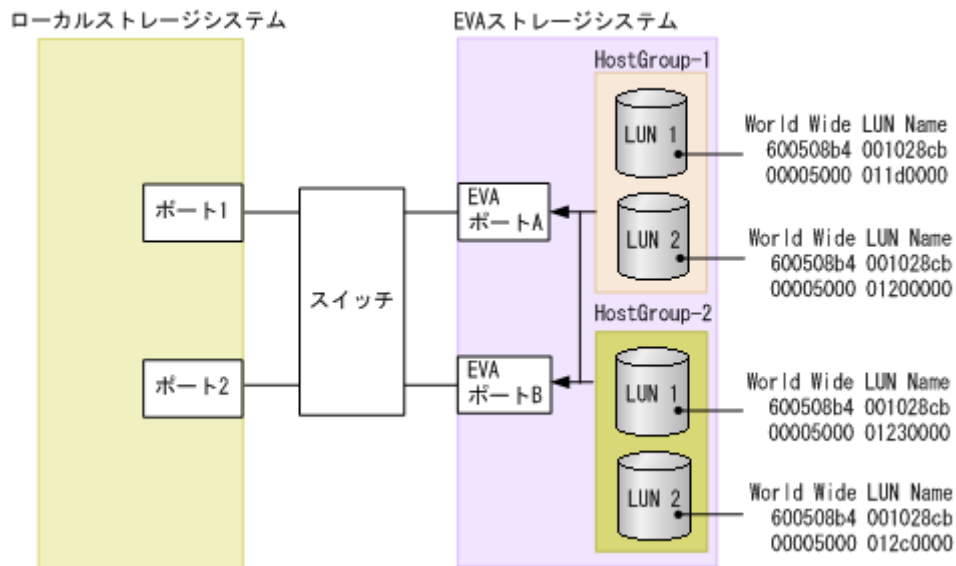 ローカルストレージシステム
EVAストレージシステム
HostGroup-1
LUN 1
World Wide LUN Name
600508b4 001028cb
00005000 011d0000
ポート1
EVA
ポートA
LUN 2
World Wide LUN Name
600508b4 001028cb
00005000 01200000
スイッチ
HostGroup-2
ポート2
EVA
ポートB
LUN 1
World Wide LUN Name
600508b4 001028cb
00005000 01230000
LUN 2
World Wide LUN Name
600508b4 001028cb
00005000 012c0000